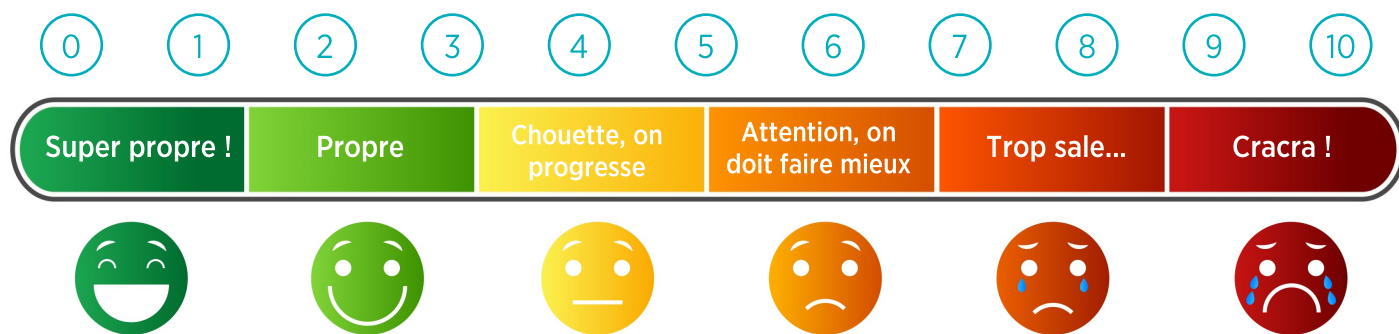 0 1 2 3 4 5 6 7 8 9 10
Super propre !
Propre
Chouette, on
progresse
Attention, on
doit faire mieux
Trop sale...
Cracra !